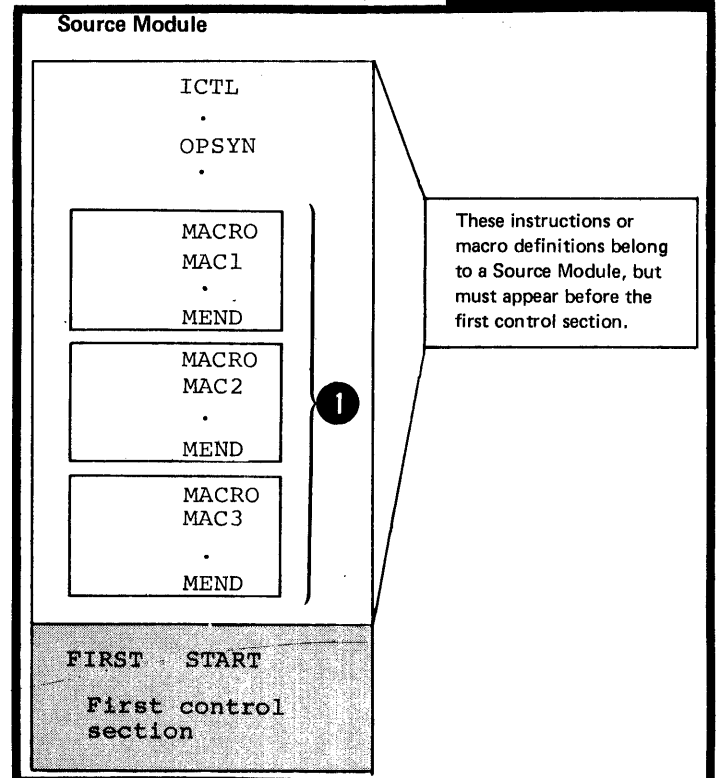 Source Module
ICTL
.
OPSYN
.
MACRO
MAC1
.
MEND
MACRO
MAC2
.
MEND
MACRO
MAC3
.
MEND
1
These instructions or
macro definitions belong
to a Source Module, but
must appear before the
first control section.
FIRST START
First control
section